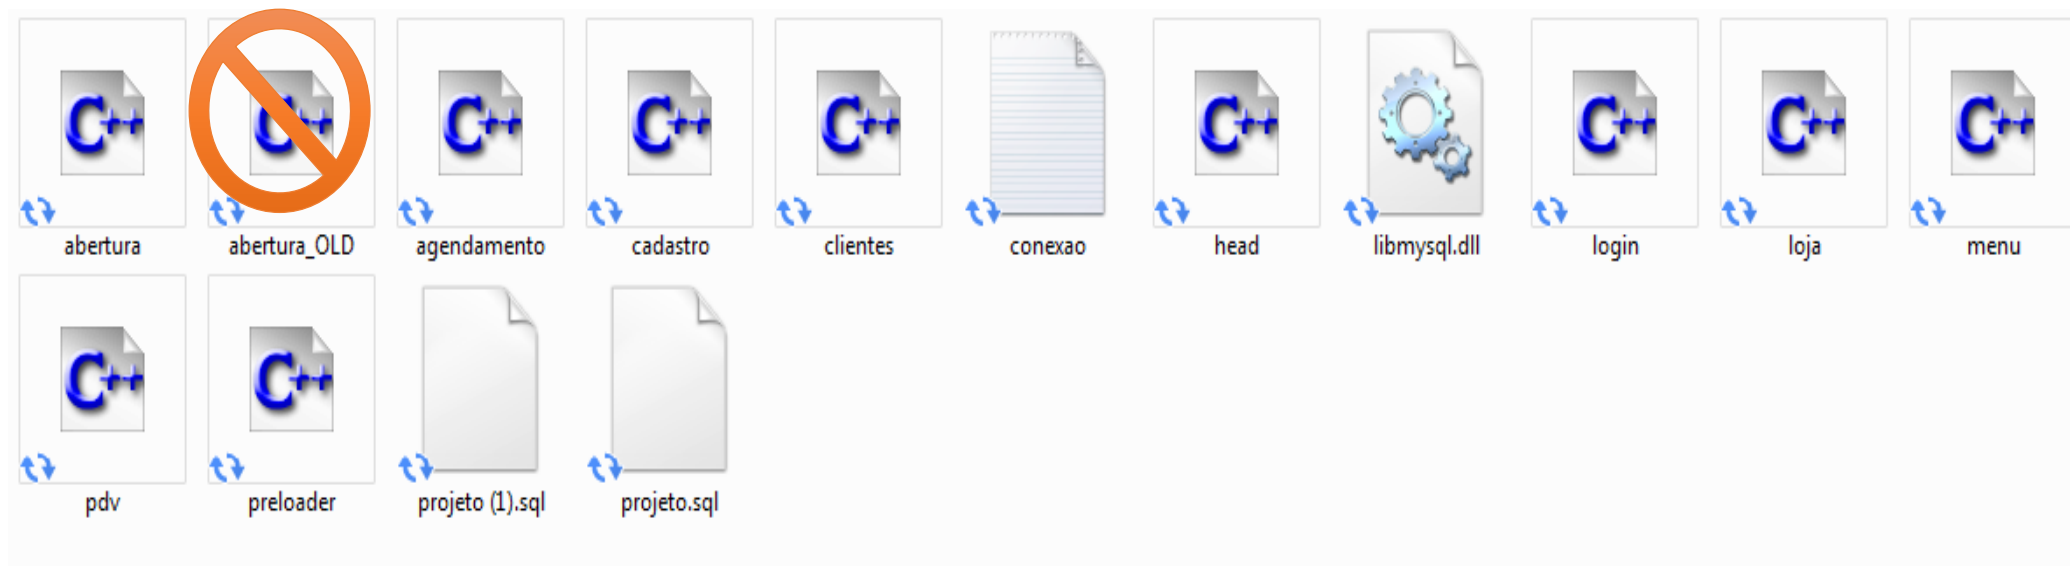 C++ C++ C++ C++ C++ C++ C++ C++ C++
abertura abertura_OLD agendamento cadastro clientes conexao head libmysql.dll login loja menu
C++ C++
pdv preloader projeto (1).sql projeto.sql